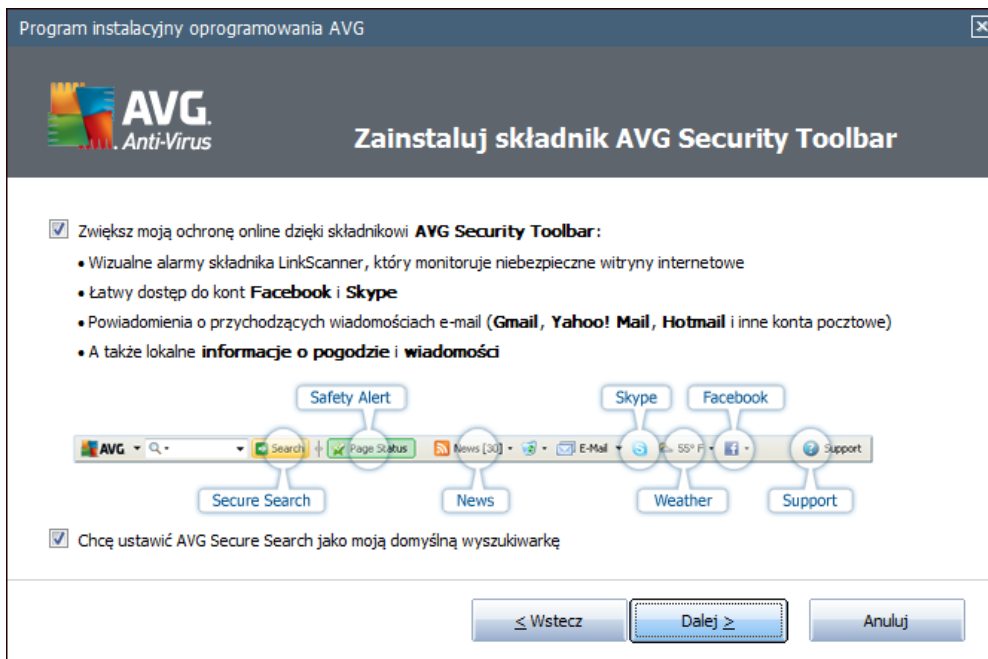 Program instalacyjny oprogramowania AVG
AVG.
Anti-Virus
Zainstaluj składnik AVG Security Toolbar
Zwiększ moją ochronę online dzięki składnikowi AVG Security Toolbar:
• Wizualne alarmy składnika LinkScanner, który monitoruje niebezpieczne witryny internetowe
• Łatwy dostęp do kont Facebook i Skype
• Powiadomienia o przychodzących wiadomościach e-mail (Gmail, Yahoo! Mail, Hotmail i inne konta pocztowe)
• A także lokalne informacje o pogodzie i wiadomości
Safety Alert Skype Facebook
AVG Search Page Status News [30] E-Mail 55° F Support
Secure Search News Weather Support
Chcę ustawić AVG Secure Search jako moją domyślną wyszukiwarkę
< Wstecz Dalej > Anuluj